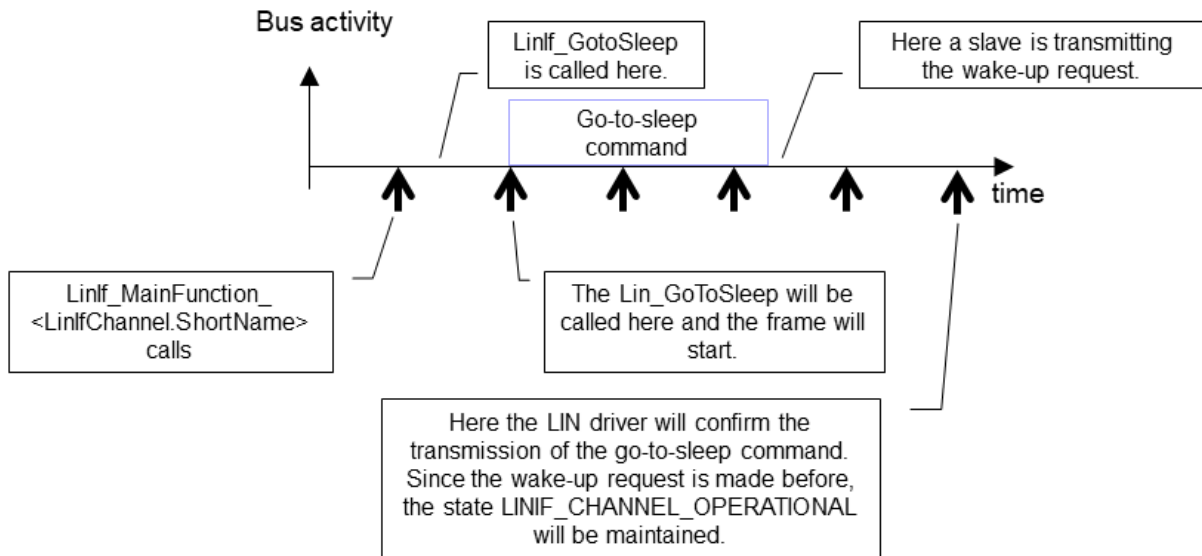 Bus activity
LinIf_GotoSleep
is called here.
Here a slave is transmitting
the wake-up request.
Go-to-sleep
command
time
LinIf_MainFunction_
<LinIfChannel.ShortName>
calls
The Lin_GoToSleep will be
called here and the frame will
start.
Here the LIN driver will confirm the
transmission of the go-to-sleep command.
Since the wake-up request is made before,
the state LINIF_CHANNEL_OPERATIONAL
will be maintained.